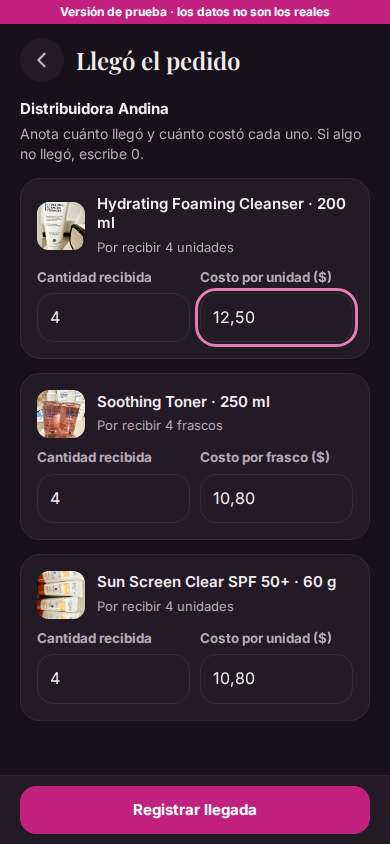 Versión de prueba · los datos no son los reales
Llegó el pedido
Distribuidora Andina
Anota cuánto llegó y cuánto costó cada uno. Si algo
no llegó, escribe 0.
Hydrating Foaming Cleanser · 200
ml
Por recibir 4 unidades
Cantidad recibida
Costo por unidad ($)
4
12,50
Soothing Toner · 250 ml
Por recibir 4 frascos
Cantidad recibida
Costo por frasco ($)
4
10,80
Sun Screen Clear SPF 50+ · 60 g
Por recibir 4 unidades
Cantidad recibida
Costo por unidad ($)
4
10,80
Registrar llegada